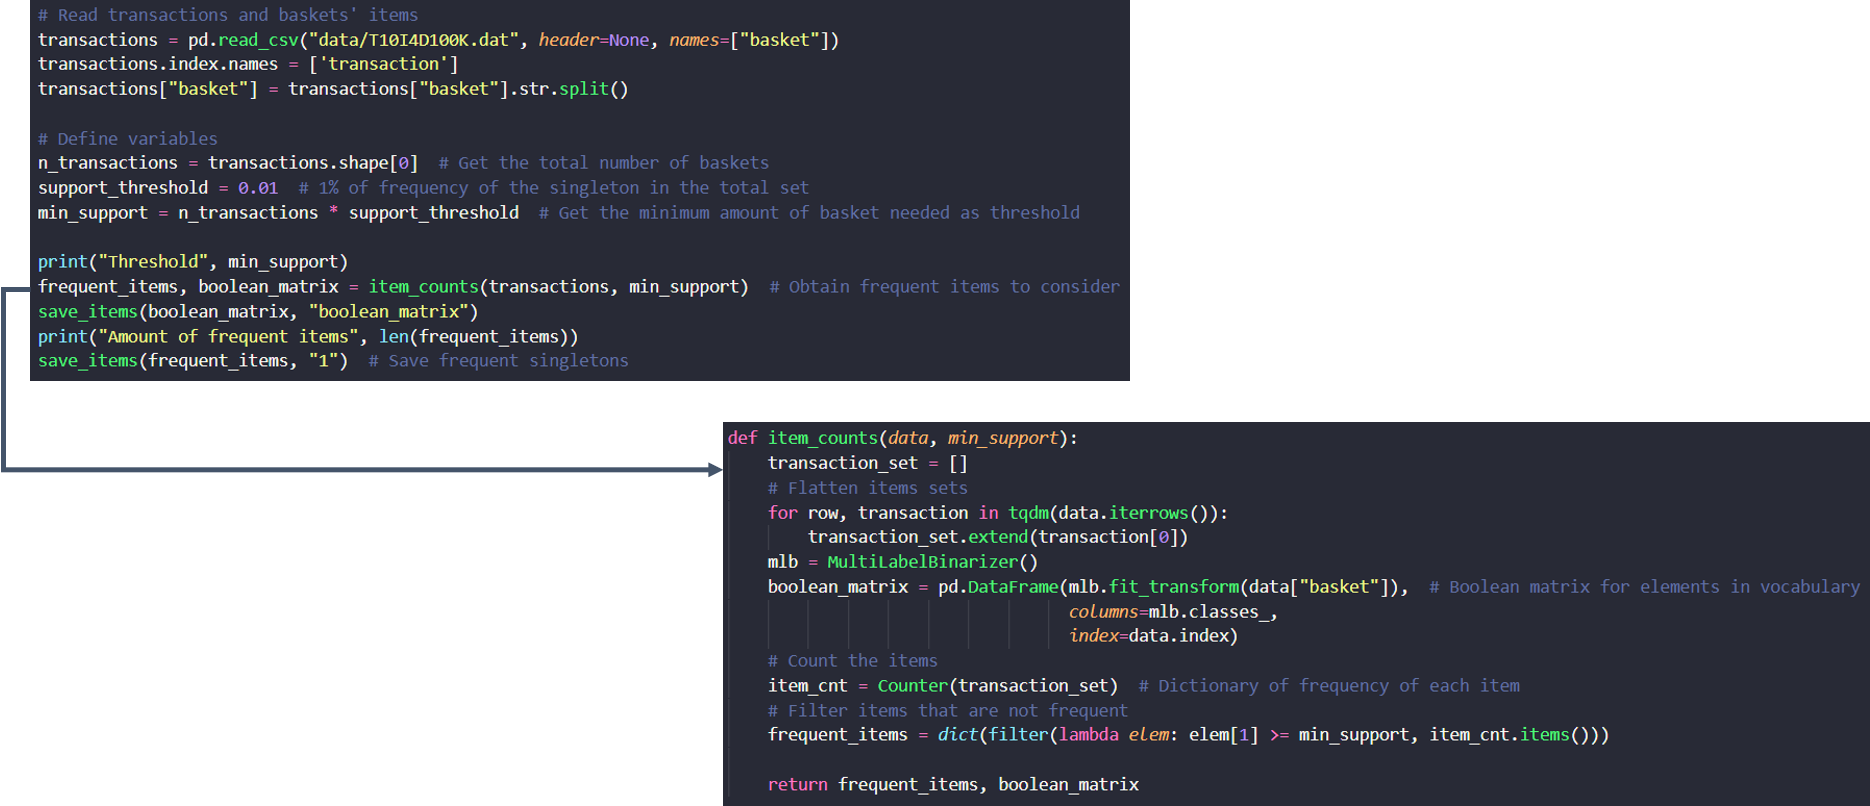 # Read transactions and baskets' items
transactions = pd.read_csv("data/T10I4D100K.dat", header=None, names=["basket"])
transactions.index.names = ['transaction']
transactions["basket"] = transactions["basket"].str.split()
# Define variables
n_transactions = transactions.shape[0]  # Get the total number of baskets
support_threshold = 0.01  # 1% of frequency of the singleton in the total set
min_support = n_transactions * support_threshold  # Get the minimum amount of basket needed as threshold
print("Threshold", min_support)
frequent_items, boolean_matrix = item_counts(transactions, min_support)  # Obtain frequent items to consider
save_items(boolean_matrix, "boolean_matrix")
print("Amount of frequent items", len(frequent_items))
save_items(frequent_items, "1")  # Save frequent singletons
def item_counts(data, min_support):
    transaction_set = []
    # Flatten items sets
    for row, transaction in tqdm(data.iterrows()):
        transaction_set.extend(transaction[0])
    mlb = MultiLabelBinarizer()
    boolean_matrix = pd.DataFrame(mlb.fit_transform(data["basket"]),  # Boolean matrix for elements in vocabulary
                                  columns=mlb.classes_,
                                  index=data.index)
    # Count the items
    item_cnt = Counter(transaction_set)  # Dictionary of frequency of each item
    # Filter items that are not frequent
    frequent_items = dict(filter(lambda elem: elem[1] >= min_support, item_cnt.items()))
    return frequent_items, boolean_matrix